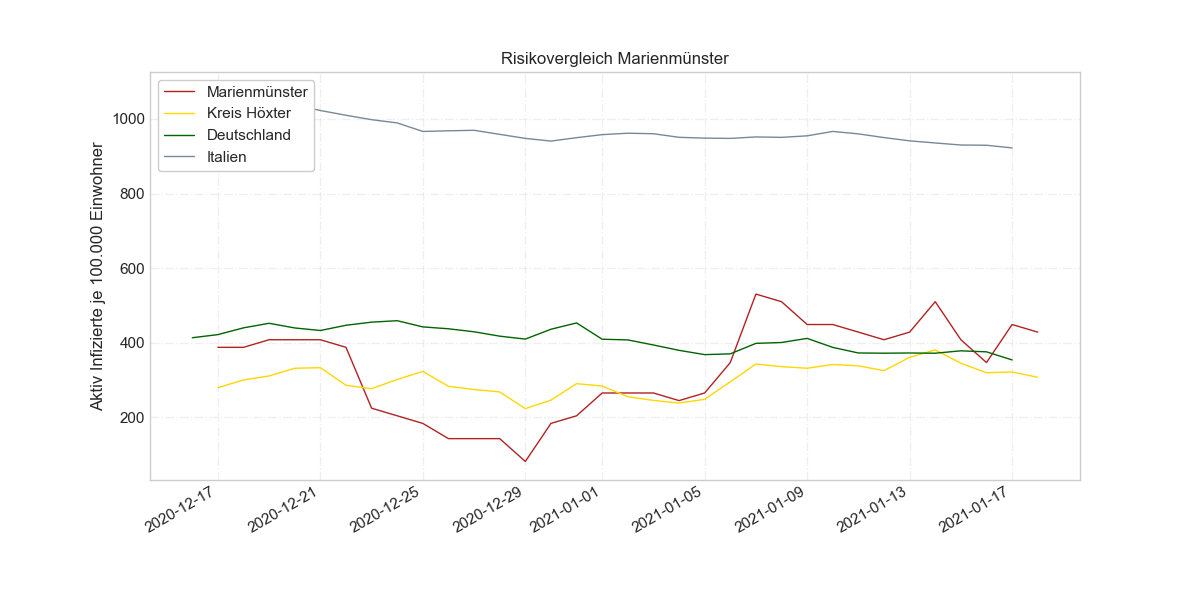 Risikovergleich Marienmünster
Marienmünster
Kreis Höxter
Deutschland
Italien
Aktiv Infizierte je 100.000 Einwohner
1000
800
600
400
200
2020-12-17
2020-12-21
2020-12-25
2020-12-29
2021-01-01
2021-01-05
2021-01-09
2021-01-13
2021-01-17